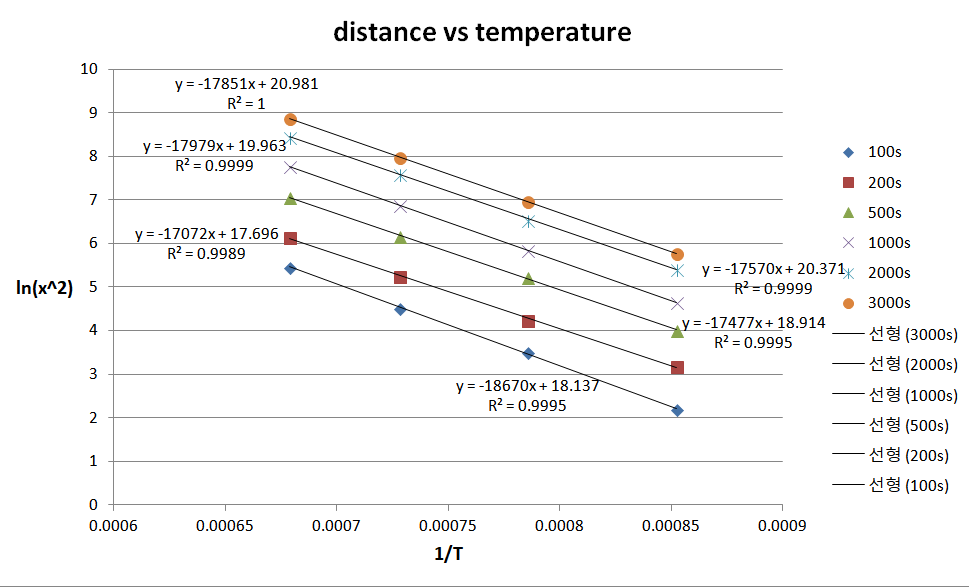 distance vs temperature
10
9
8
7
6
5
4
3
2
1
0
ln(x^2)
y = -17851x + 20.981
R² = 1
y = -17979x + 19.963
R² = 0.9999
y = -17072x + 17.696
R² = 0.9989
y = -17570x + 20.371
R² = 0.9999
y = -17477x + 18.914
R² = 0.9995
y = -18670x + 18.137
R² = 0.9995
0.0006 0.00065 0.0007 0.00075 0.0008 0.00085 0.0009
1/T
100s
200s
500s
1000s
2000s
3000s
선형 (3000s)
선형 (2000s)
선형 (1000s)
선형 (500s)
선형 (200s)
선형 (100s)